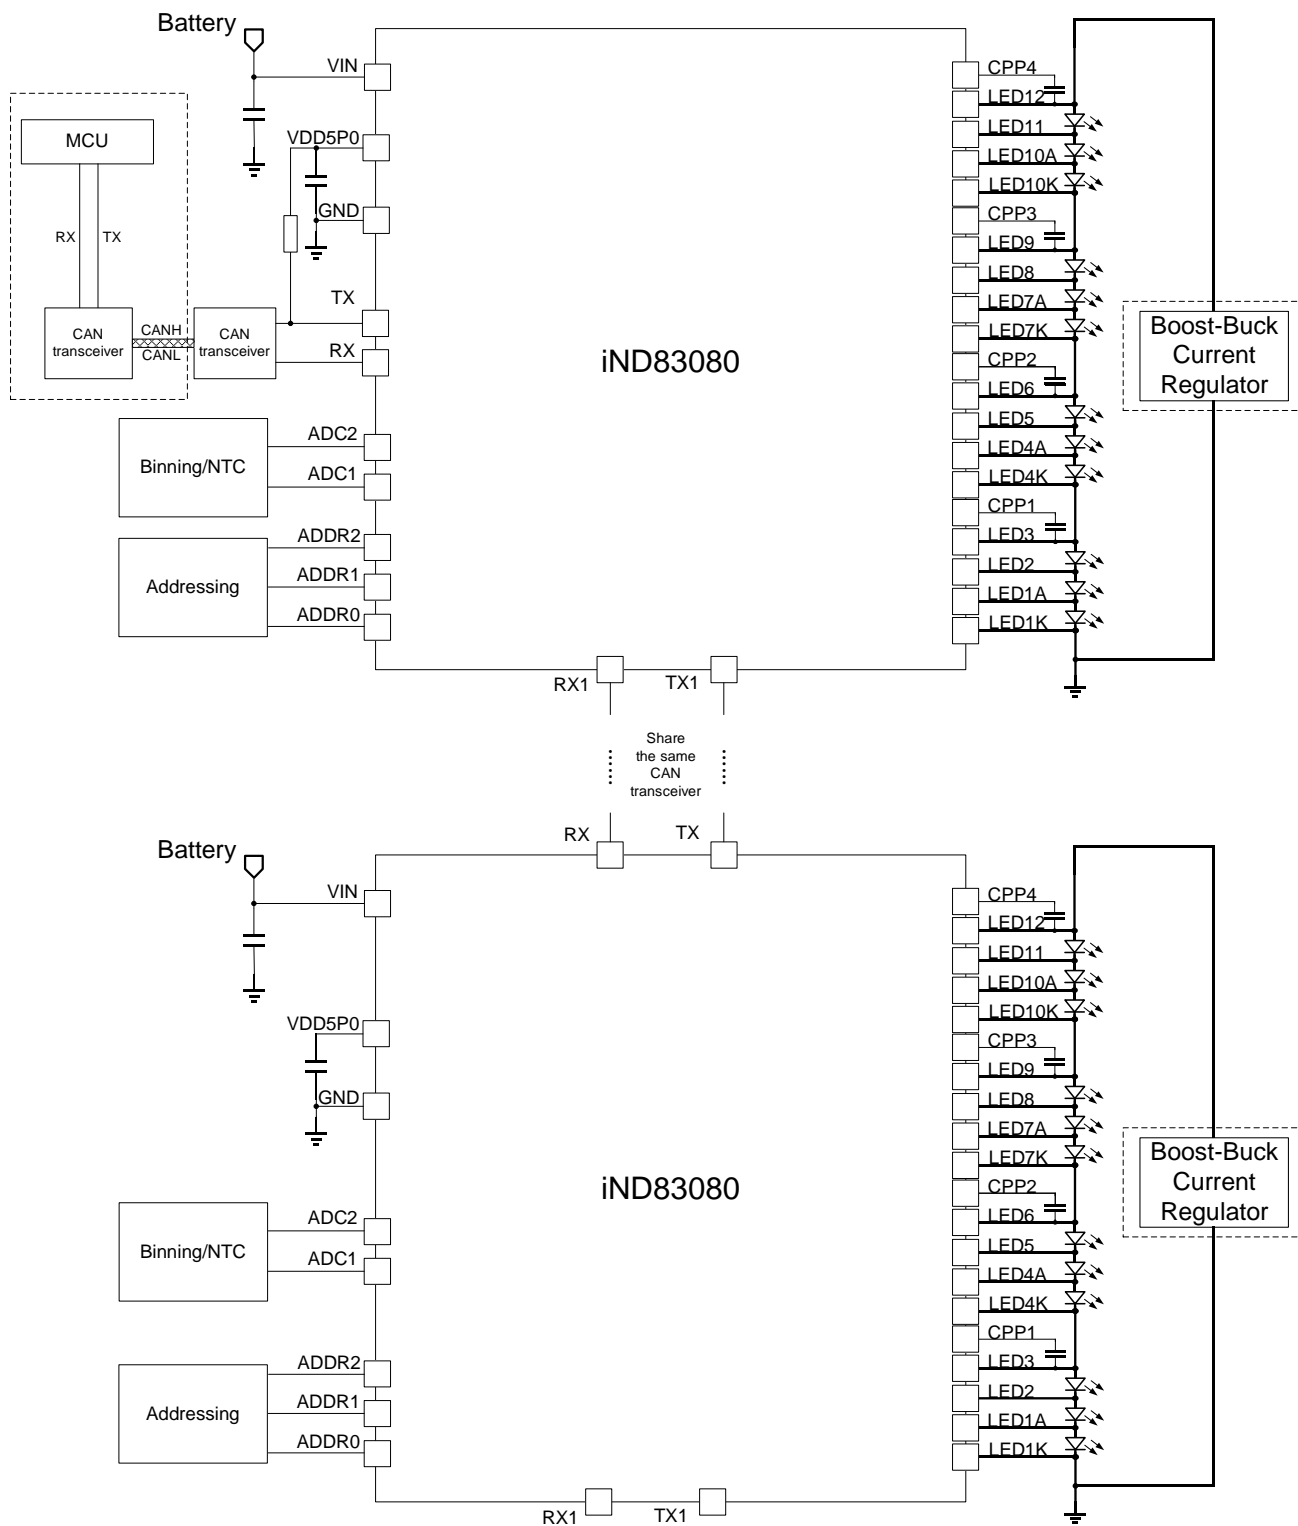 Battery
VIN
CPP4
LED12
MCU
VDD5P0
LED11
LED10A
LED10K
GND
CPP3
RX
TX
LED9
LED8
TX
LED7A
CAN
transceiver
CANH
CANL
CAN
transceiver
RX
LED7K
iND83080
Boost-Buck
Current
Regulator
CPP2
LED6
LED5
Binning/NTC
ADC2
ADC1
LED4A
LED4K
CPP1
ADDR2
LED3
LED2
Addressing
ADDR1
LED1A
ADDR0
LED1K
RX1
TX1
Share
the same
CAN
transceiver
RX
TX
Battery
VIN
CPP4
LED12
LED11
LED10A
VDD5P0
LED10K
CPP3
LED9
GND
LED8
LED7A
LED7K
iND83080
Boost-Buck
Current
Regulator
CPP2
LED6
Binning/NTC
ADC2
ADC1
LED5
LED4A
LED4K
CPP1
ADDR2
LED3
LED2
Addressing
ADDR1
LED1A
ADDR0
LED1K
RX1
TX1